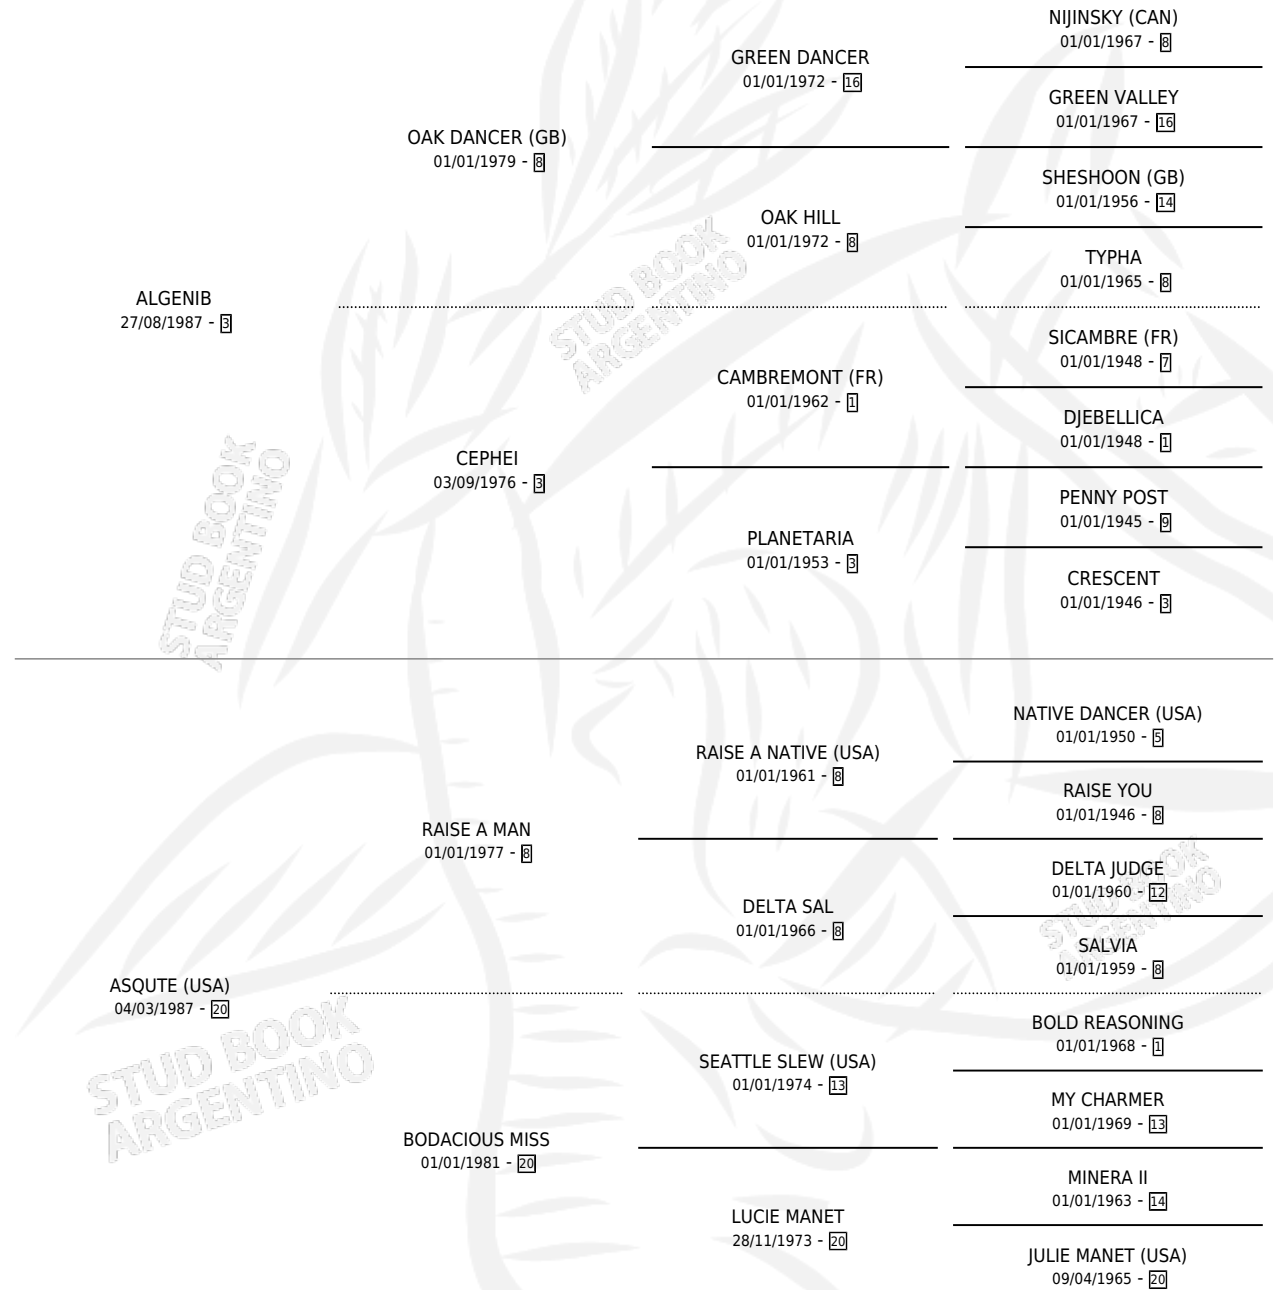 NIJINSKY (CAN)
01/01/1967 - 8
GREEN DANCER
01/01/1972 - 16
GREEN VALLEY
01/01/1967 - 16
OAK DANCER (GB)
01/01/1979 - 8
SHESHOON (GB)
01/01/1956 - 14
OAK HILL
01/01/1972 - 8
TYPHA
01/01/1965 - 8
ALGENIB
27/08/1987 - 3
SICAMBRE (FR)
01/01/1948 - 7
CAMBREMONT (FR)
01/01/1962 - 1
DJEBELLICA
01/01/1948 - 1
CEPHEI
03/09/1976 - 3
PENNY POST
01/01/1945 - 9
PLANETARIA
01/01/1953 - 3
CRESCENT
01/01/1946 - 3
NATIVE DANCER (USA)
01/01/1950 - 5
RAISE A NATIVE (USA)
01/01/1961 - 8
RAISE YOU
01/01/1946 - 8
RAISE A MAN
01/01/1977 - 8
DELTA JUDGE
01/01/1960 - 12
DELTA SAL
01/01/1966 - 8
SALVIA
01/01/1959 - 8
ASQUTE (USA)
04/03/1987 - 20
BOLD REASONING
01/01/1968 - 1
SEATTLE SLEW (USA)
01/01/1974 - 13
MY CHARMER
01/01/1969 - 13
BODACIOUS MISS
01/01/1981 - 20
MINERA II
01/01/1963 - 14
LUCIE MANET
28/11/1973 - 20
JULIE MANET (USA)
09/04/1965 - 20
STUD BOOK
ARGENTINO
STUD BOOK
ARGENTINO
STUD BOOK
ARGENTINO
STUD BOOK
ARGENTINO